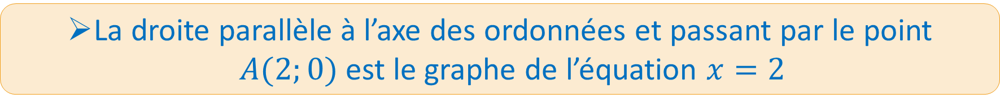 ➢La droite parallèle à l’axe des ordonnées et passant par le point
𝐴(2; 0) est le graphe de l’équation 𝑥 = 2